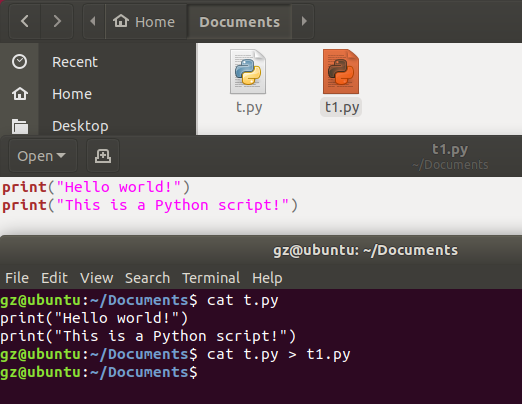 Home Documents
Recent
Home
Desktop
t.py t1.py
Open t1.py
~/Documents
print("Hello world!")
print("This is a Python script!")
gz@ubuntu: ~/Documents
File Edit View Search Terminal Help
gz@ubuntu:~/Documents$ cat t.py
print("Hello world!")
print("This is a Python script!")
gz@ubuntu:~/Documents$ cat t.py > t1.py
gz@ubuntu:~/Documents$